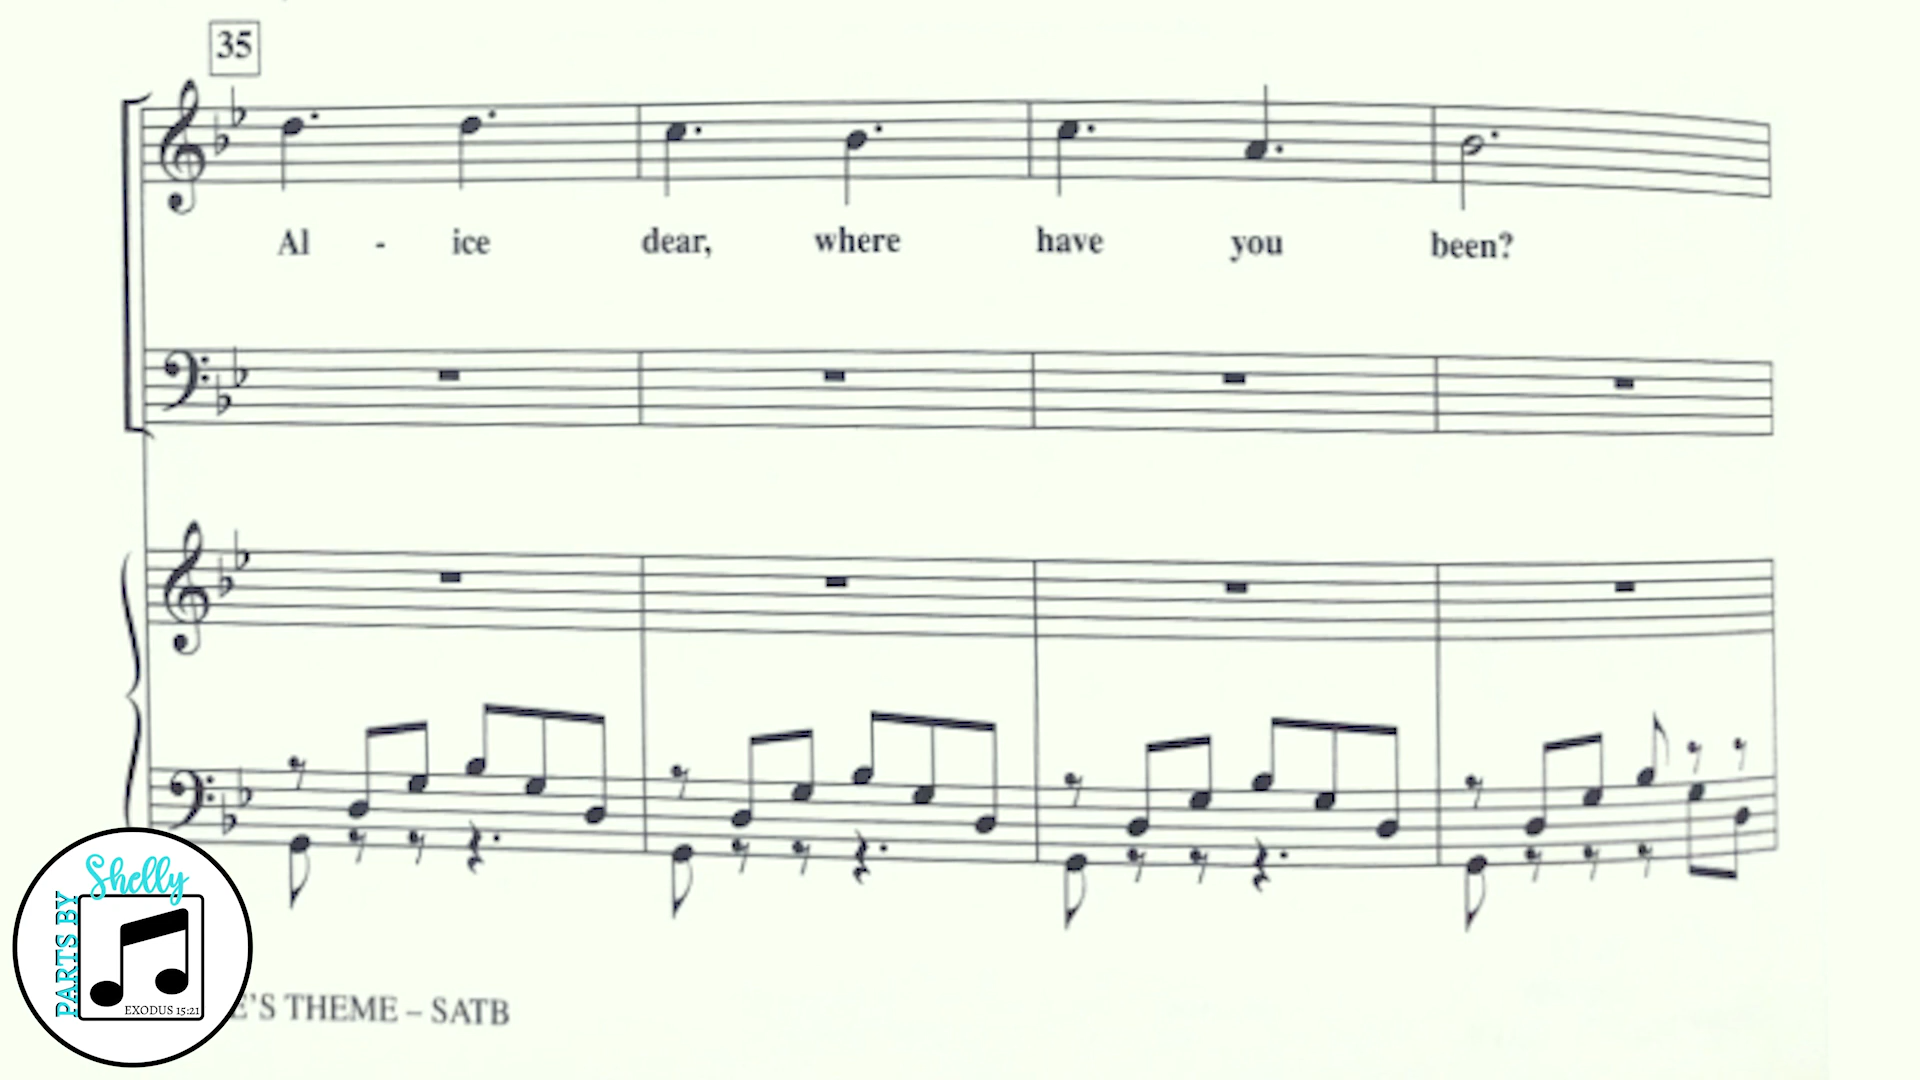 35
Al - ice dear, where have you been?
PARTS BY
Shelly
EXODUS 15:21
E'S THEME – SATB